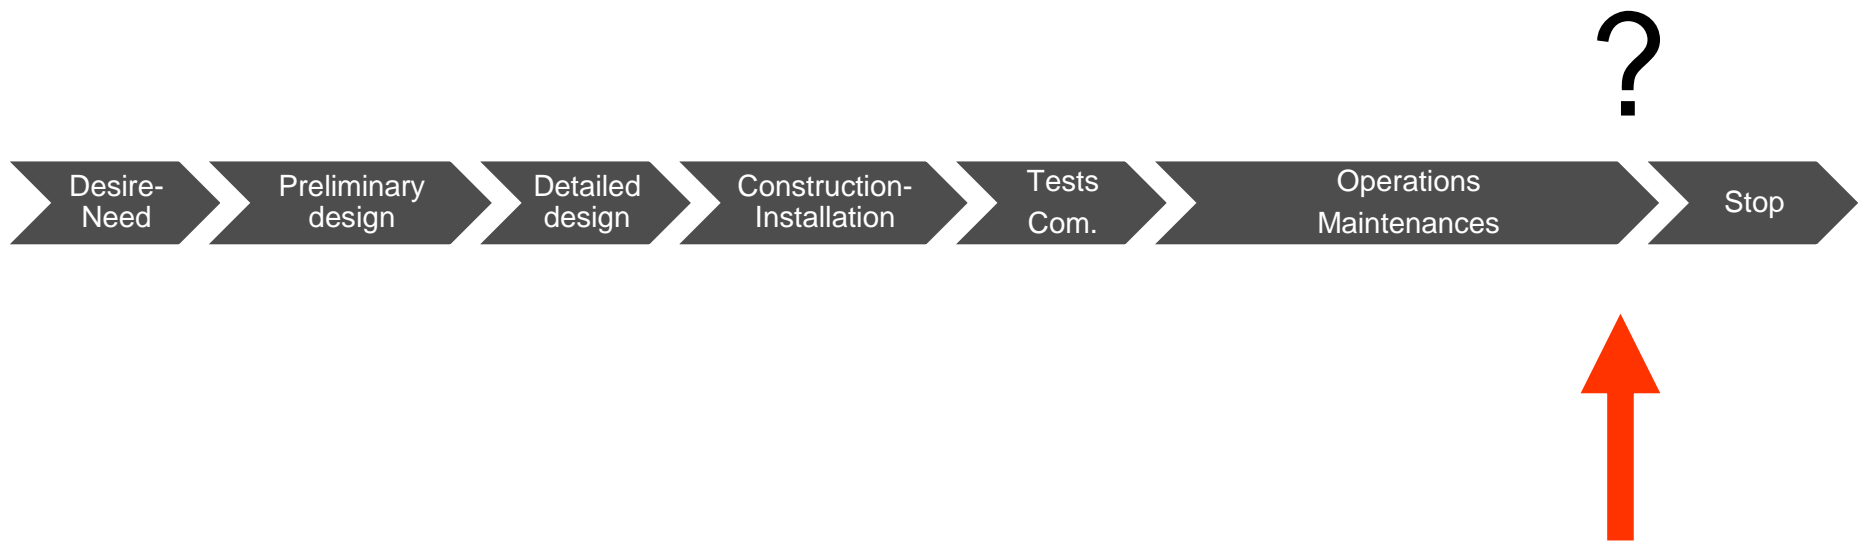 ?
Desire-
Need
Preliminary
design
Detailed
design
Construction-
Installation
Tests
Com.
Operations
Maintenances
Stop